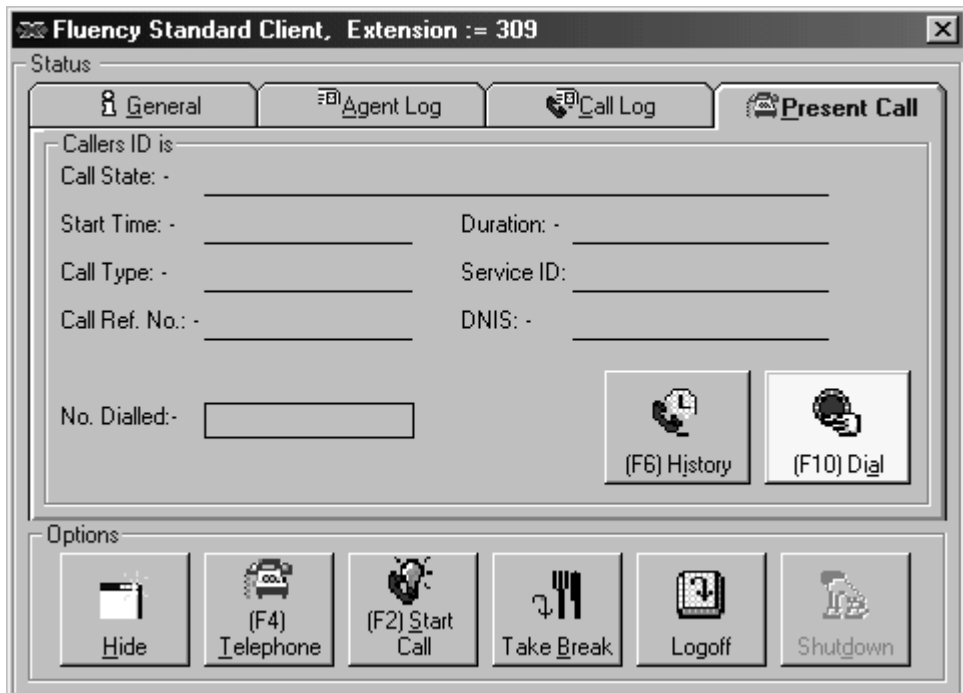 Fluency Standard Client, Extension := 309
Status
General
Agent Log
Call Log
Present Call
Callers ID is
Call State: -
Start Time: -
Duration: -
Call Type: -
Service ID:
Call Ref. No.: -
DNIS: -
No. Dialled:-
(F6) History
(F10) Dial
Options
Hide
(F4)
Telephone
(F2) Start
Call
Take Break
Logoff
Shutdown